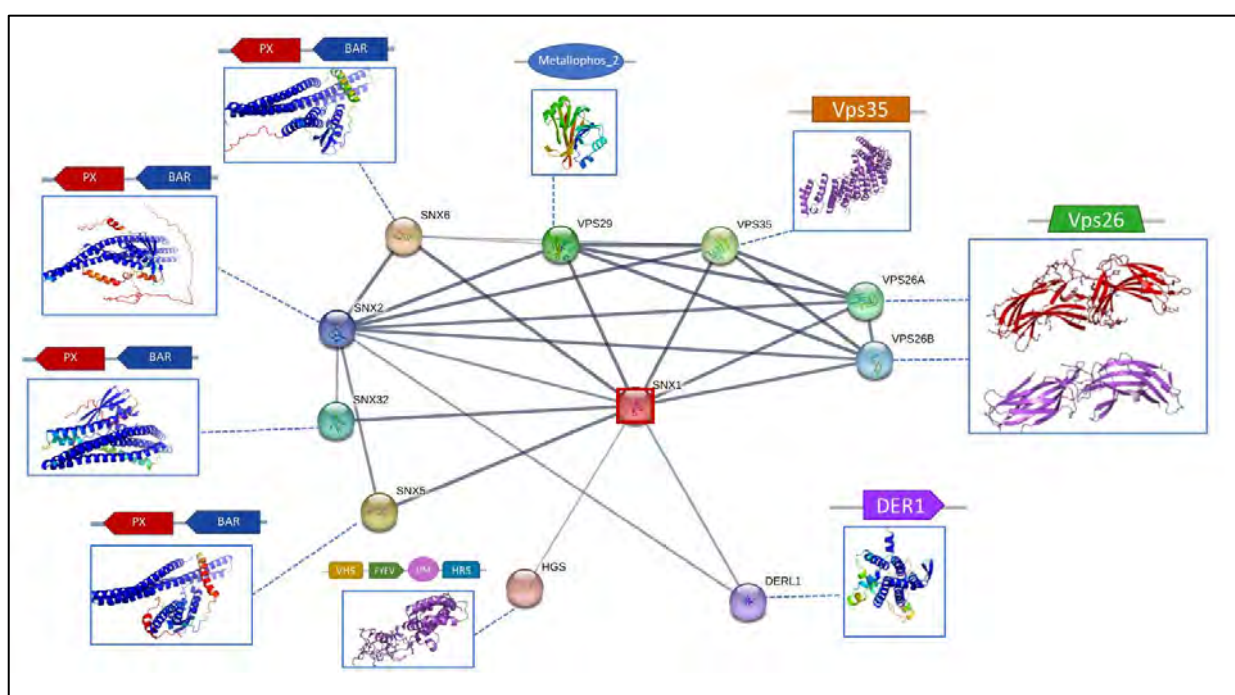 PX BAR
Metallophos_2
Vps35
PX BAR
SNX6
VPS29
VPS35
Vps26
VPS26A
SNX2
VPS26B
PX BAR
SNX1
SNX32
SNX5
PX BAR
DER1
VHS FYEV UIM HRS
HGS
DERL1